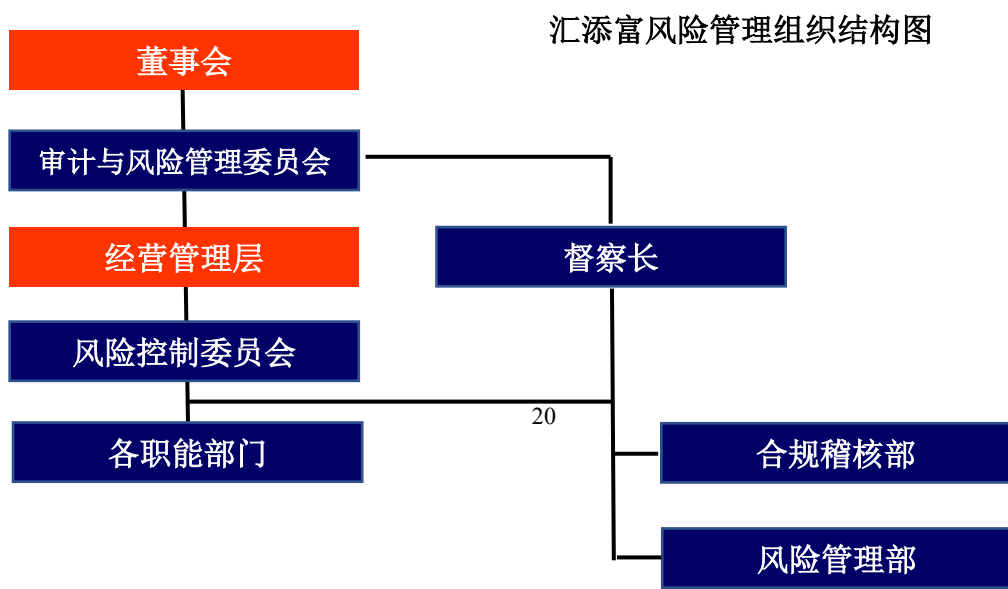 汇添富风险管理组织结构图
董事会
审计与风险管理委员会
经营管理层
督察长
风险控制委员会
20
各职能部门
合规稽核部
风险管理部